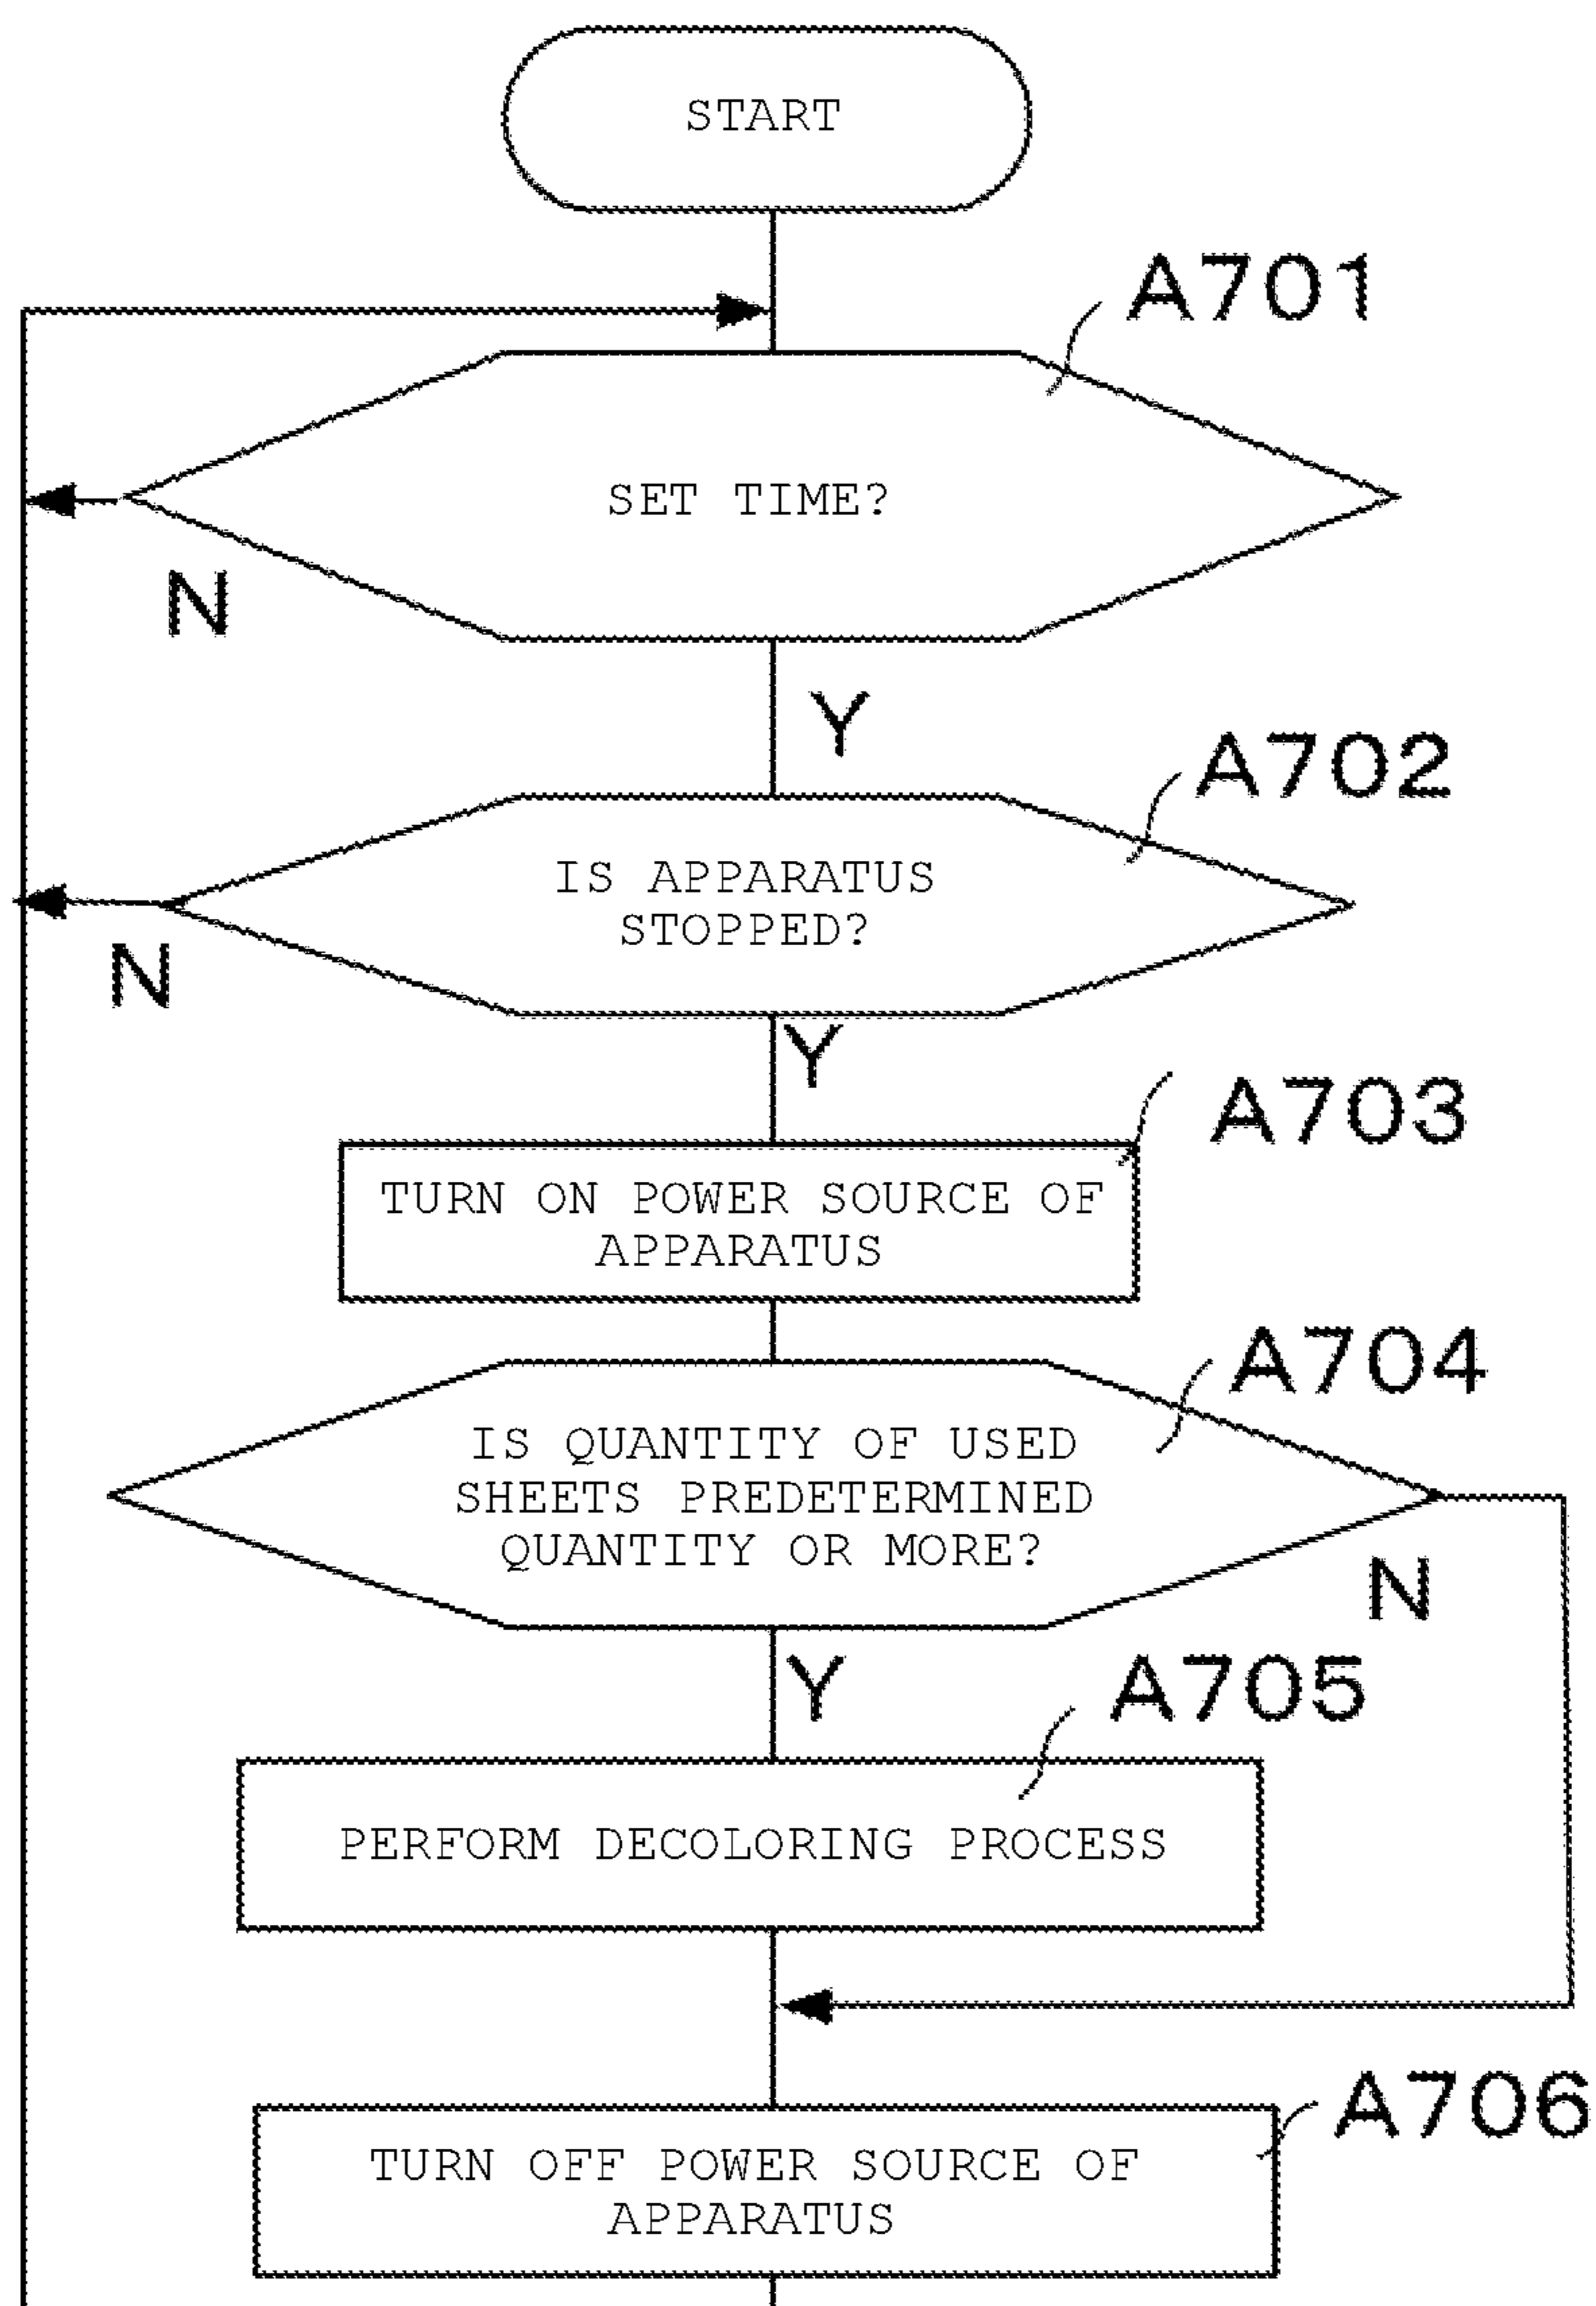 START
A701
SET TIME?
N
Y
A702
IS APPARATUS
STOPPED?
N
Y
A703
TURN ON POWER SOURCE OF
APPARATUS
A704
IS QUANTITY OF USED
SHEETS PREDETERMINED
QUANTITY OR MORE?
N
Y
A705
PERFORM DECOLORING PROCESS
A706
TURN OFF POWER SOURCE OF
APPARATUS